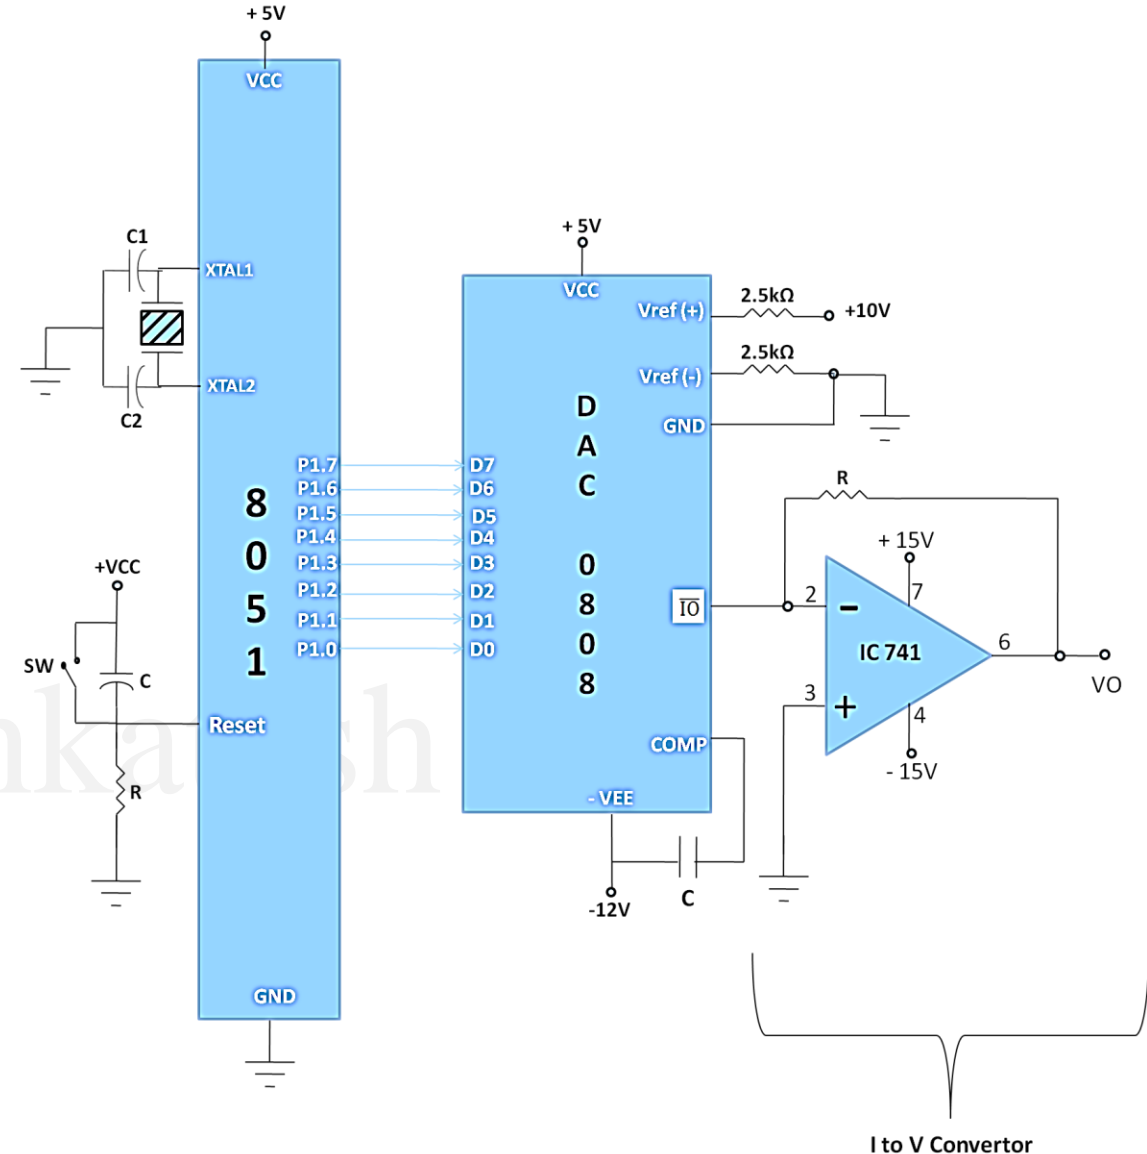 + 5V
VCC
C1
XTAL1
XTAL2
C2
P1.7
P1.6
P1.5
P1.4
P1.3
P1.2
P1.1
P1.0
8
0
5
1
+VCC
SW
C
Reset
R
GND
+ 5V
VCC
Vref (+)
2.5kΩ
+10V
Vref (-)
2.5kΩ
GND
D
A
C
0
8
0
8
D7
D6
D5
D4
D3
D2
D1
D0
IO
COMP
- VEE
C
-12V
R
+ 15V
7
2
-
IC 741
6
VO
3
+
4
- 15V
I to V Convertor